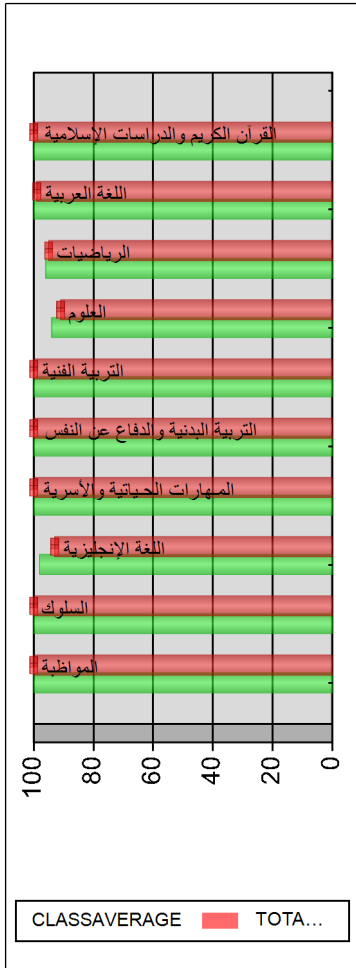 القرآن الكريم والدراسات الإسلامية
اللغة العربية
الرياضيات
العلوم
التربية الفنية
التربية البدنية والدفاع عن النفس
المهارات الحياتية والأسرية
اللغة الإنجليزية
السلوك
المواظبة
100
80
60
40
20
0
CLASSAVERAGE TOTA...